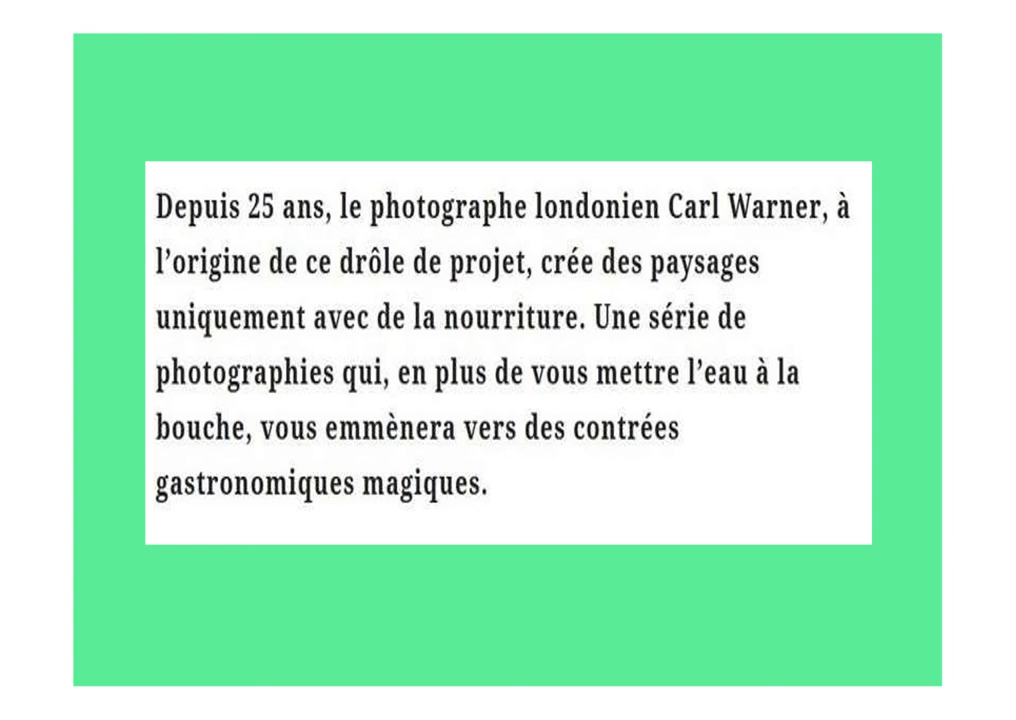 Depuis 25 ans, le photographe londonien Carl Warner, à
l’origine de ce drôle de projet, crée des paysages
uniquement avec de la nourriture. Une série de
photographies qui, en plus de vous mettre l’eau à la
bouche, vous emmènera vers des contrées
gastronomiques magiques.